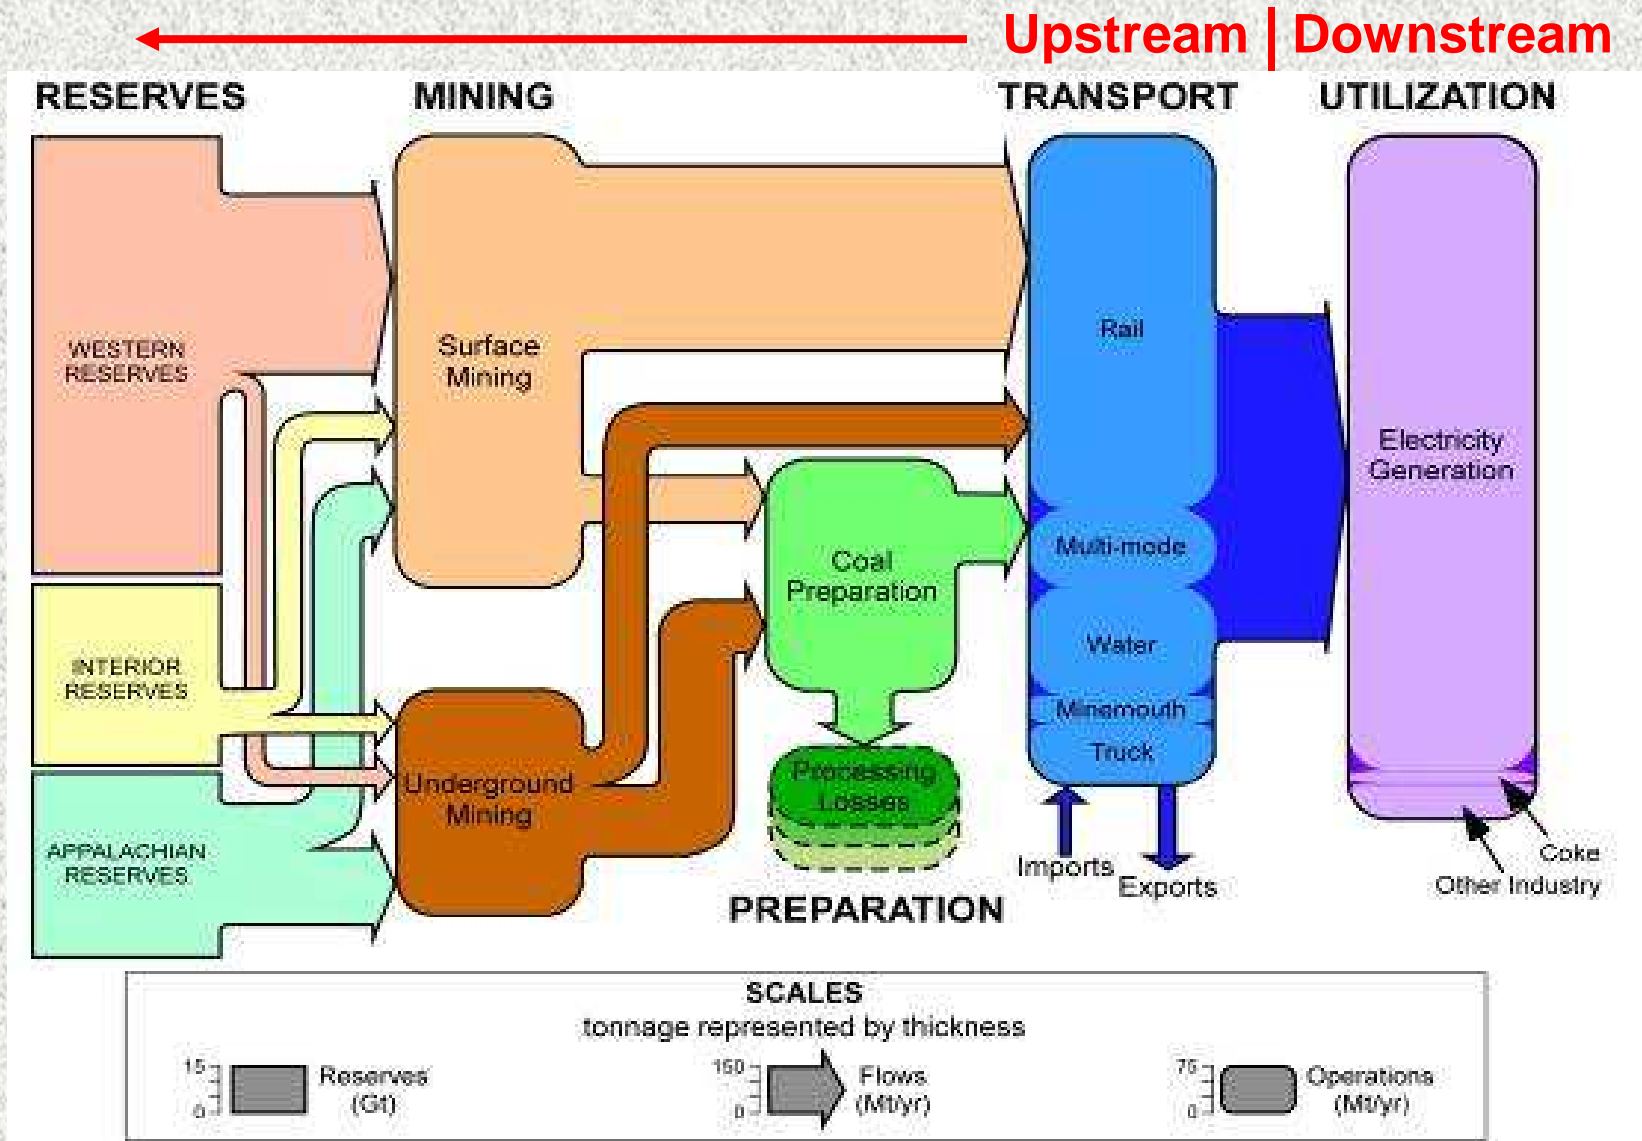 Upstream | Downstream
RESERVES
MINING
TRANSPORT
UTILIZATION
WESTERN
RESERVES
Surface
Mining
Rail
Electricity
Generation
Multi-mode
Coal
Preparation
Water
INTERIOR
RESERVES
Minemouth
Truck
Underground
Mining
Processing
Losses
APPALACHIAN
RESERVES
Imports
Exports
Coke
Other Industry
PREPARATION
SCALES
tonnage represented by thickness
15
0
Reserves
(Gt)
150
0
Flows
(Mt/yr)
75
0
Operations
(Mt/yr)